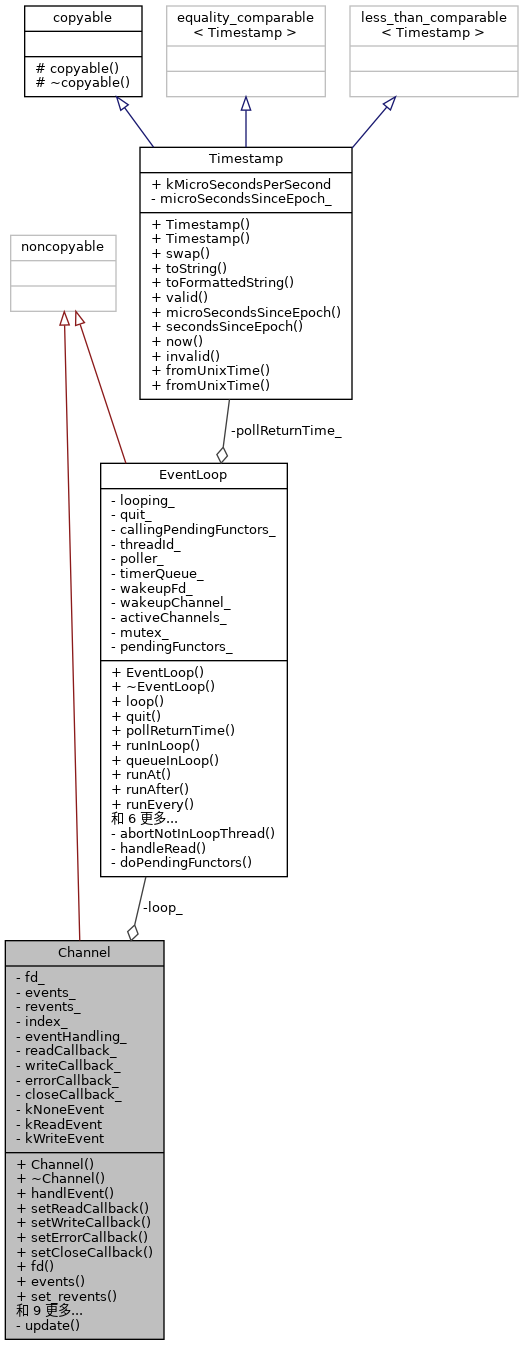 copyable
# copyable()
# ~copyable()
equality_comparable
< Timestamp >
less_than_comparable
< Timestamp >
Timestamp
+ kMicroSecondsPerSecond
- microSecondsSinceEpoch_
+ Timestamp()
+ Timestamp()
+ swap()
+ toString()
+ toFormattedString()
+ valid()
+ microSecondsSinceEpoch()
+ secondsSinceEpoch()
+ now()
+ invalid()
+ fromUnixTime()
+ fromUnixTime()
noncopyable
-pollReturnTime_
EventLoop
- looping_
- quit_
- callingPendingFunctors_
- threadId_
- poller_
- timerQueue_
- wakeupFd_
- wakeupChannel_
- activeChannels_
- mutex_
- pendingFunctors_
+ EventLoop()
+ ~EventLoop()
+ loop()
+ quit()
+ pollReturnTime()
+ runInLoop()
+ queueInLoop()
+ runAt()
+ runAfter()
+ runEvery()
和 6 更多...
- abortNotInLoopThread()
- handleRead()
- doPendingFunctors()
-loop_
Channel
- fd_
- events_
- revents_
- index_
- eventHandling_
- readCallback_
- writeCallback_
- errorCallback_
- closeCallback_
- kNoneEvent
- kReadEvent
- kWriteEvent
+ Channel()
+ ~Channel()
+ handlEvent()
+ setReadCallback()
+ setWriteCallback()
+ setErrorCallback()
+ setCloseCallback()
+ fd()
+ events()
+ set_revents()
和 9 更多...
- update()